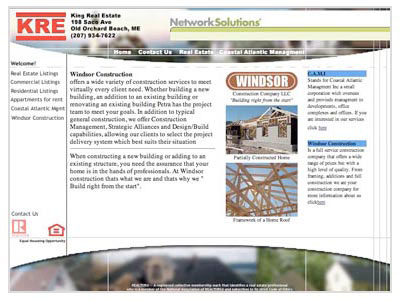 KRE
King Real Estate
198 Saco Ave
Old Orchard Beach, ME
(207) 934-7622
NetworkSolutions
Home Contact Us Real Estate Coastal Atlantic Managment
Welcome!
Real Estate Listings
Commercial Listings
Residential Listings
Appartments for rent
Coastal Atlantic Mgmt
Windsor Construction
Contact Us
Equal Housing Opportunity
Windsor Construction
offers a wide variety of construction services to meet
virtually every client need. Whether building a new
building, an addition to an existing building or
renovating an existing building Petra has the project
team to meet your goals. In addition to typical
general construction, we offer Construction
Management, Strategic Alliances and Design/Build
capabilities, allowing our clients to select the project
delivery system which best suits their situation
When constructing a new building or adding to an
existing structure, you need the assurance that your
home is in the hands of professionals. At Windsor
construction thats what we are and thats why we "
Build right from the start".
WINDSOR
Construction Company LLC
"Building right from the start"
Partially Constructed Home
Framework of a Home Roof
C.A.M.I
Stands for Coastal Atlantic
Managment Inc a small
corporation wich oversees
and provids managment to
developments, office
complexes and offices. If you
are interested in our services
click here
Windsor Construction
Is a full service construction
company that offers a wide
range of prices but with a
high level of quality. From
framing, additions and full
construction we are your
construction company for
more information about us
click here